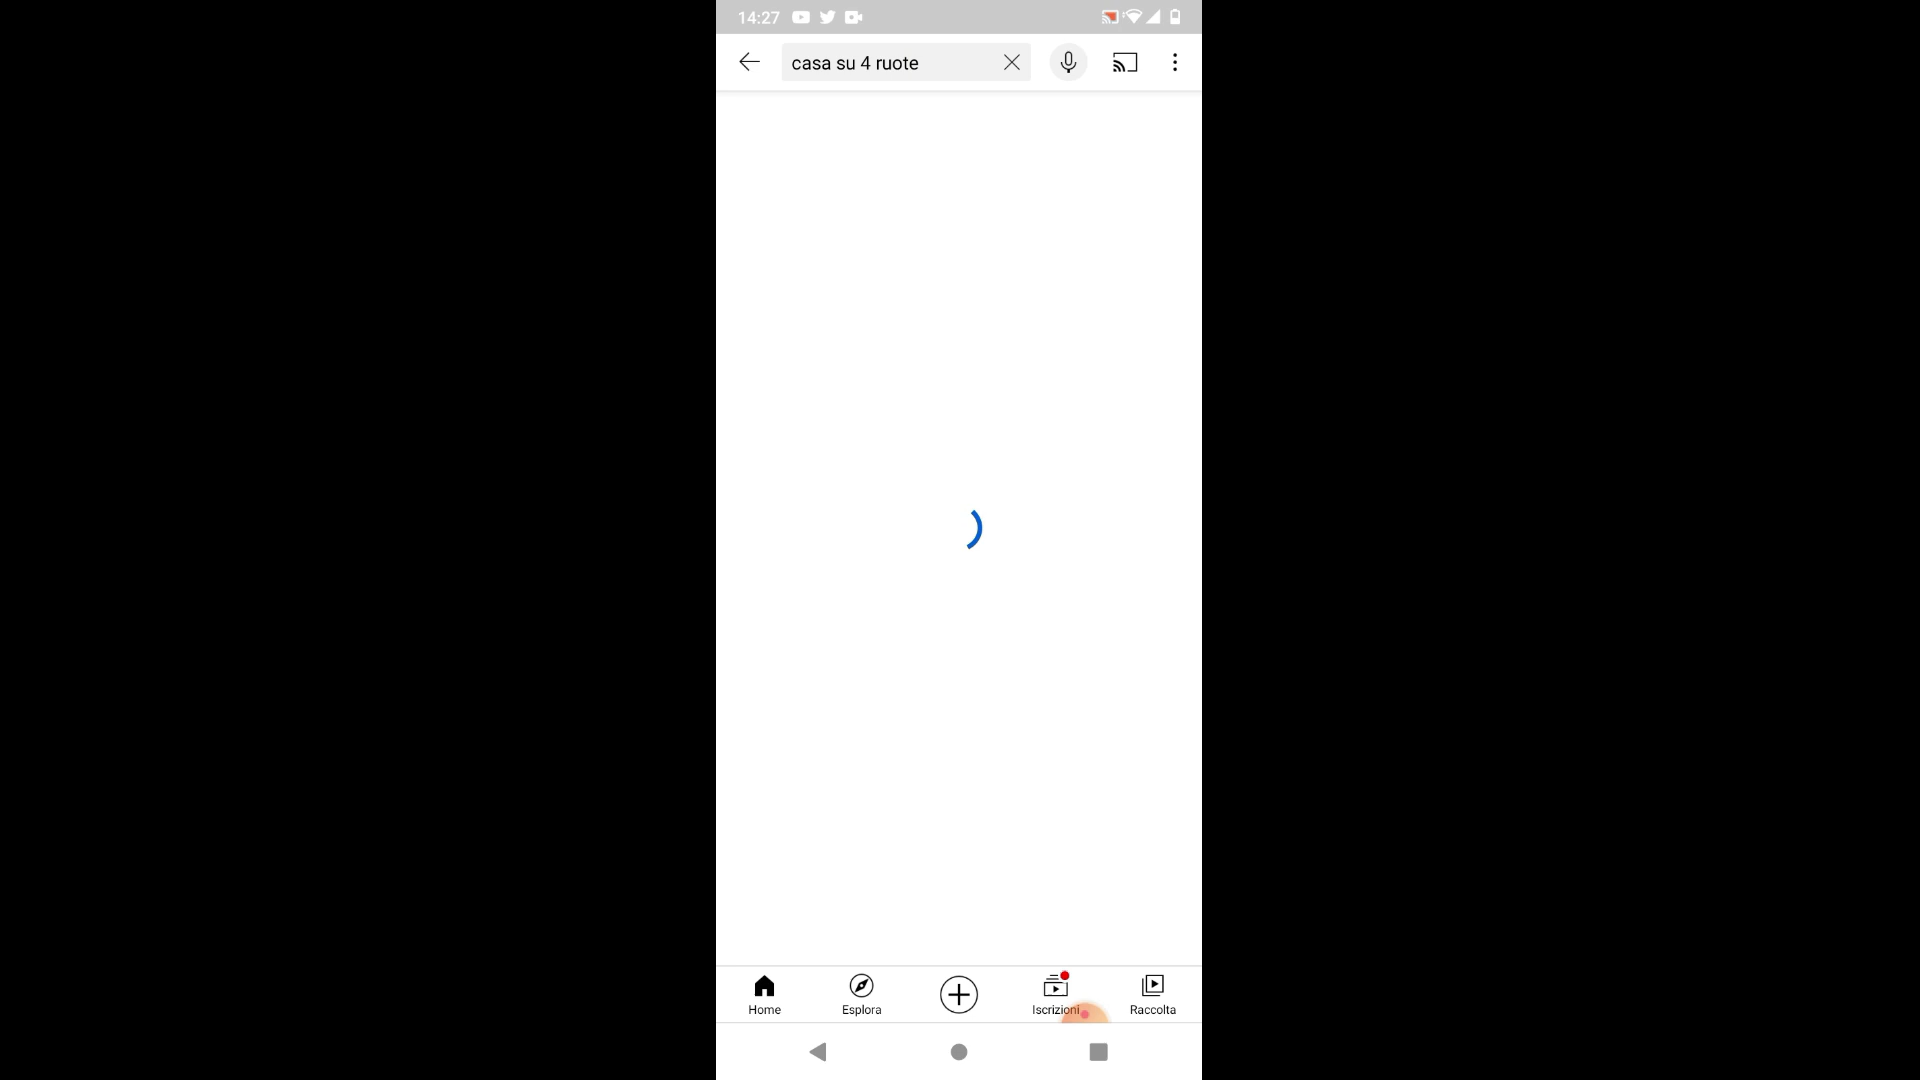 14:27
casa su 4 ruote
Home
Esplora
Iscrizioni
Raccolta